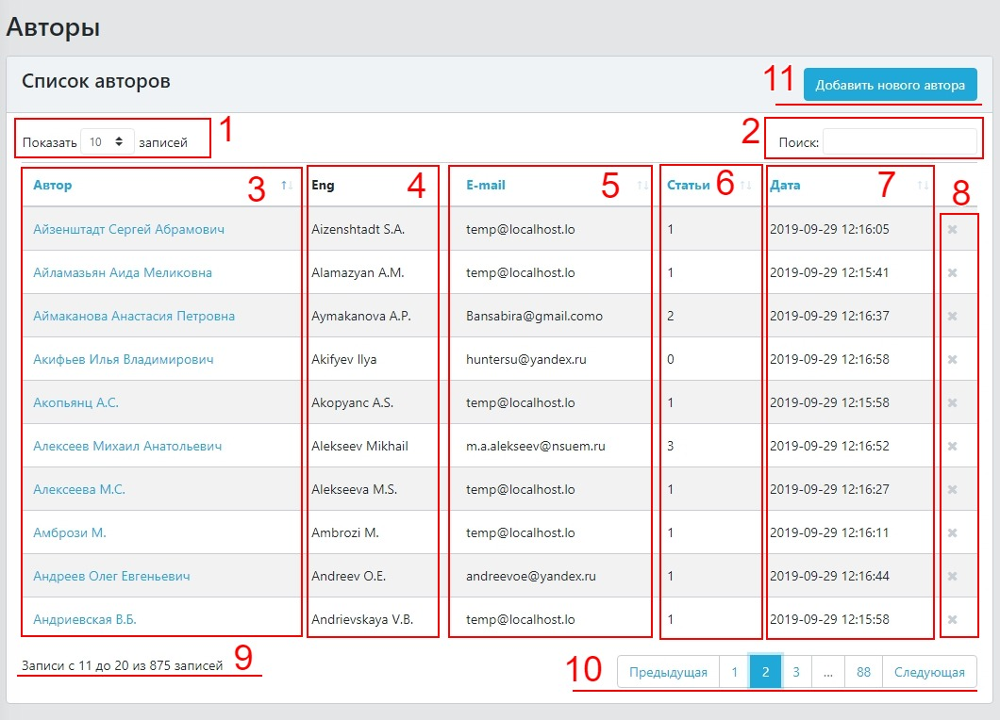 Авторы
Список авторов
11 Добавить нового автора
Показать 10 записей 1
2 Поиск:
Автор 3 Eng 4 E-mail 5 Статьи 6 Дата 7 8
Айзенштадт Сергей Абрамович Aizenshtadt S.A. temp@localhost.lo 1 2019-09-29 12:16:05 ✖
Айламазьян Аида Меликовна Alamazyan A.M. temp@localhost.lo 1 2019-09-29 12:15:41 ✖
Аймаканова Анастасия Петровна Aymakanova A.P. Bansabira@gmail.como 2 2019-09-29 12:16:37 ✖
Акифьев Илья Владимирович Akifyev Ilya huntersu@yandex.ru 0 2019-09-29 12:16:58 ✖
Акопьянц А.С. Akopyanc A.S. temp@localhost.lo 1 2019-09-29 12:15:58 ✖
Алексеев Михаил Анатольевич Alekseev Mikhail m.a.alekseev@nsuem.ru 3 2019-09-29 12:16:52 ✖
Алексеева М.С. Alekseeva M.S. temp@localhost.lo 1 2019-09-29 12:16:27 ✖
Амбрози М. Ambrozi M. temp@localhost.lo 1 2019-09-29 12:16:11 ✖
Андреев Олег Евгеньевич Andreev O.E. andreevoe@yandex.ru 1 2019-09-29 12:16:44 ✖
Андриевская В.Б. Andrievskaya V.B. temp@localhost.lo 1 2019-09-29 12:15:58 ✖
Записи с 11 до 20 из 875 записей 9
10 Предыдущая 1 2 3 ... 88 Следующая